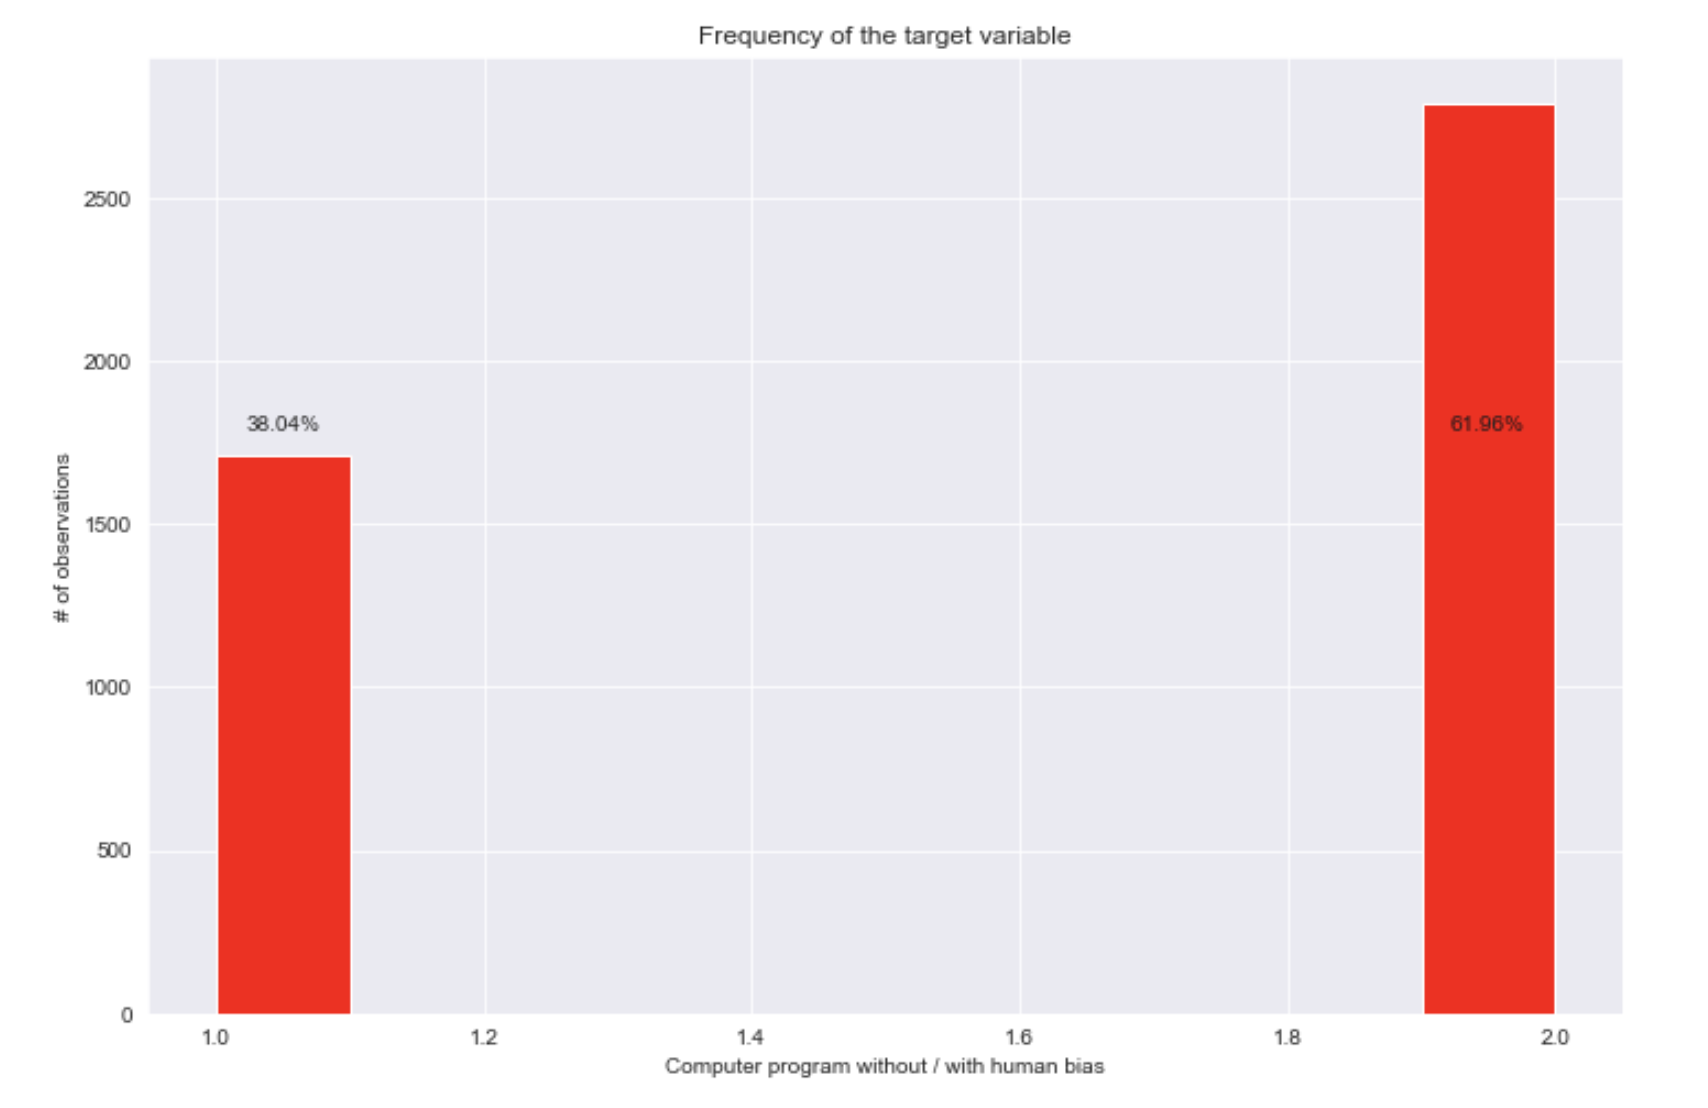 Frequency of the target variable
2500
2000
1500
1000
500
0
# of observations
38.04%
61.96%
1.0 1.2 1.4 1.6 1.8 2.0
Computer program without / with human bias